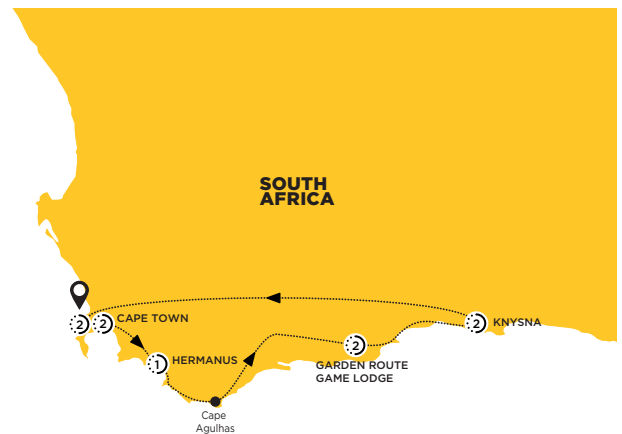 SOUTH
AFRICA
2
2
CAPE TOWN
1
HERMANUS
2
GARDEN ROUTE
GAME LODGE
2
KNYSNA
Cape
Agulhas